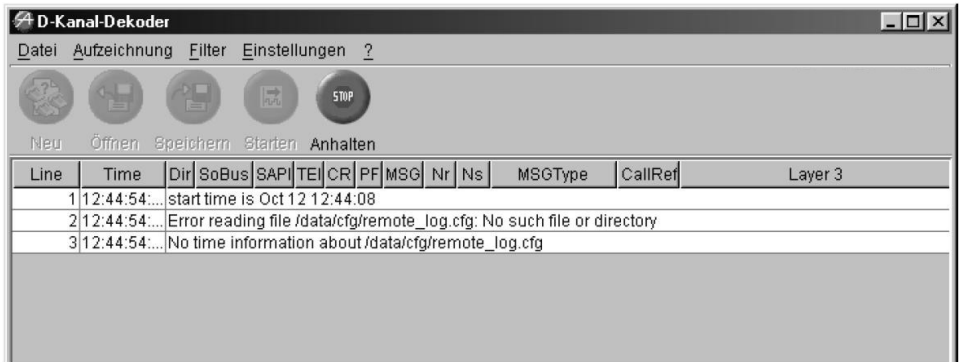 D-Kanal-Dekoder
Datei Aufzeichnung Filter Einstellungen ?
STOP
Neu Öffnen Speichern Starten Anhalten
Line Time Dir SoBus SAPI TEI CR PF MSG Nr Ns MSGType CallRef Layer 3
1 12:44:54:... start time is Oct 12 12:44:08
2 12:44:54:... Error reading file /data/cfg/remote_log.cfg: No such file or directory
3 12:44:54:... No time information about /data/cfg/remote_log.cfg